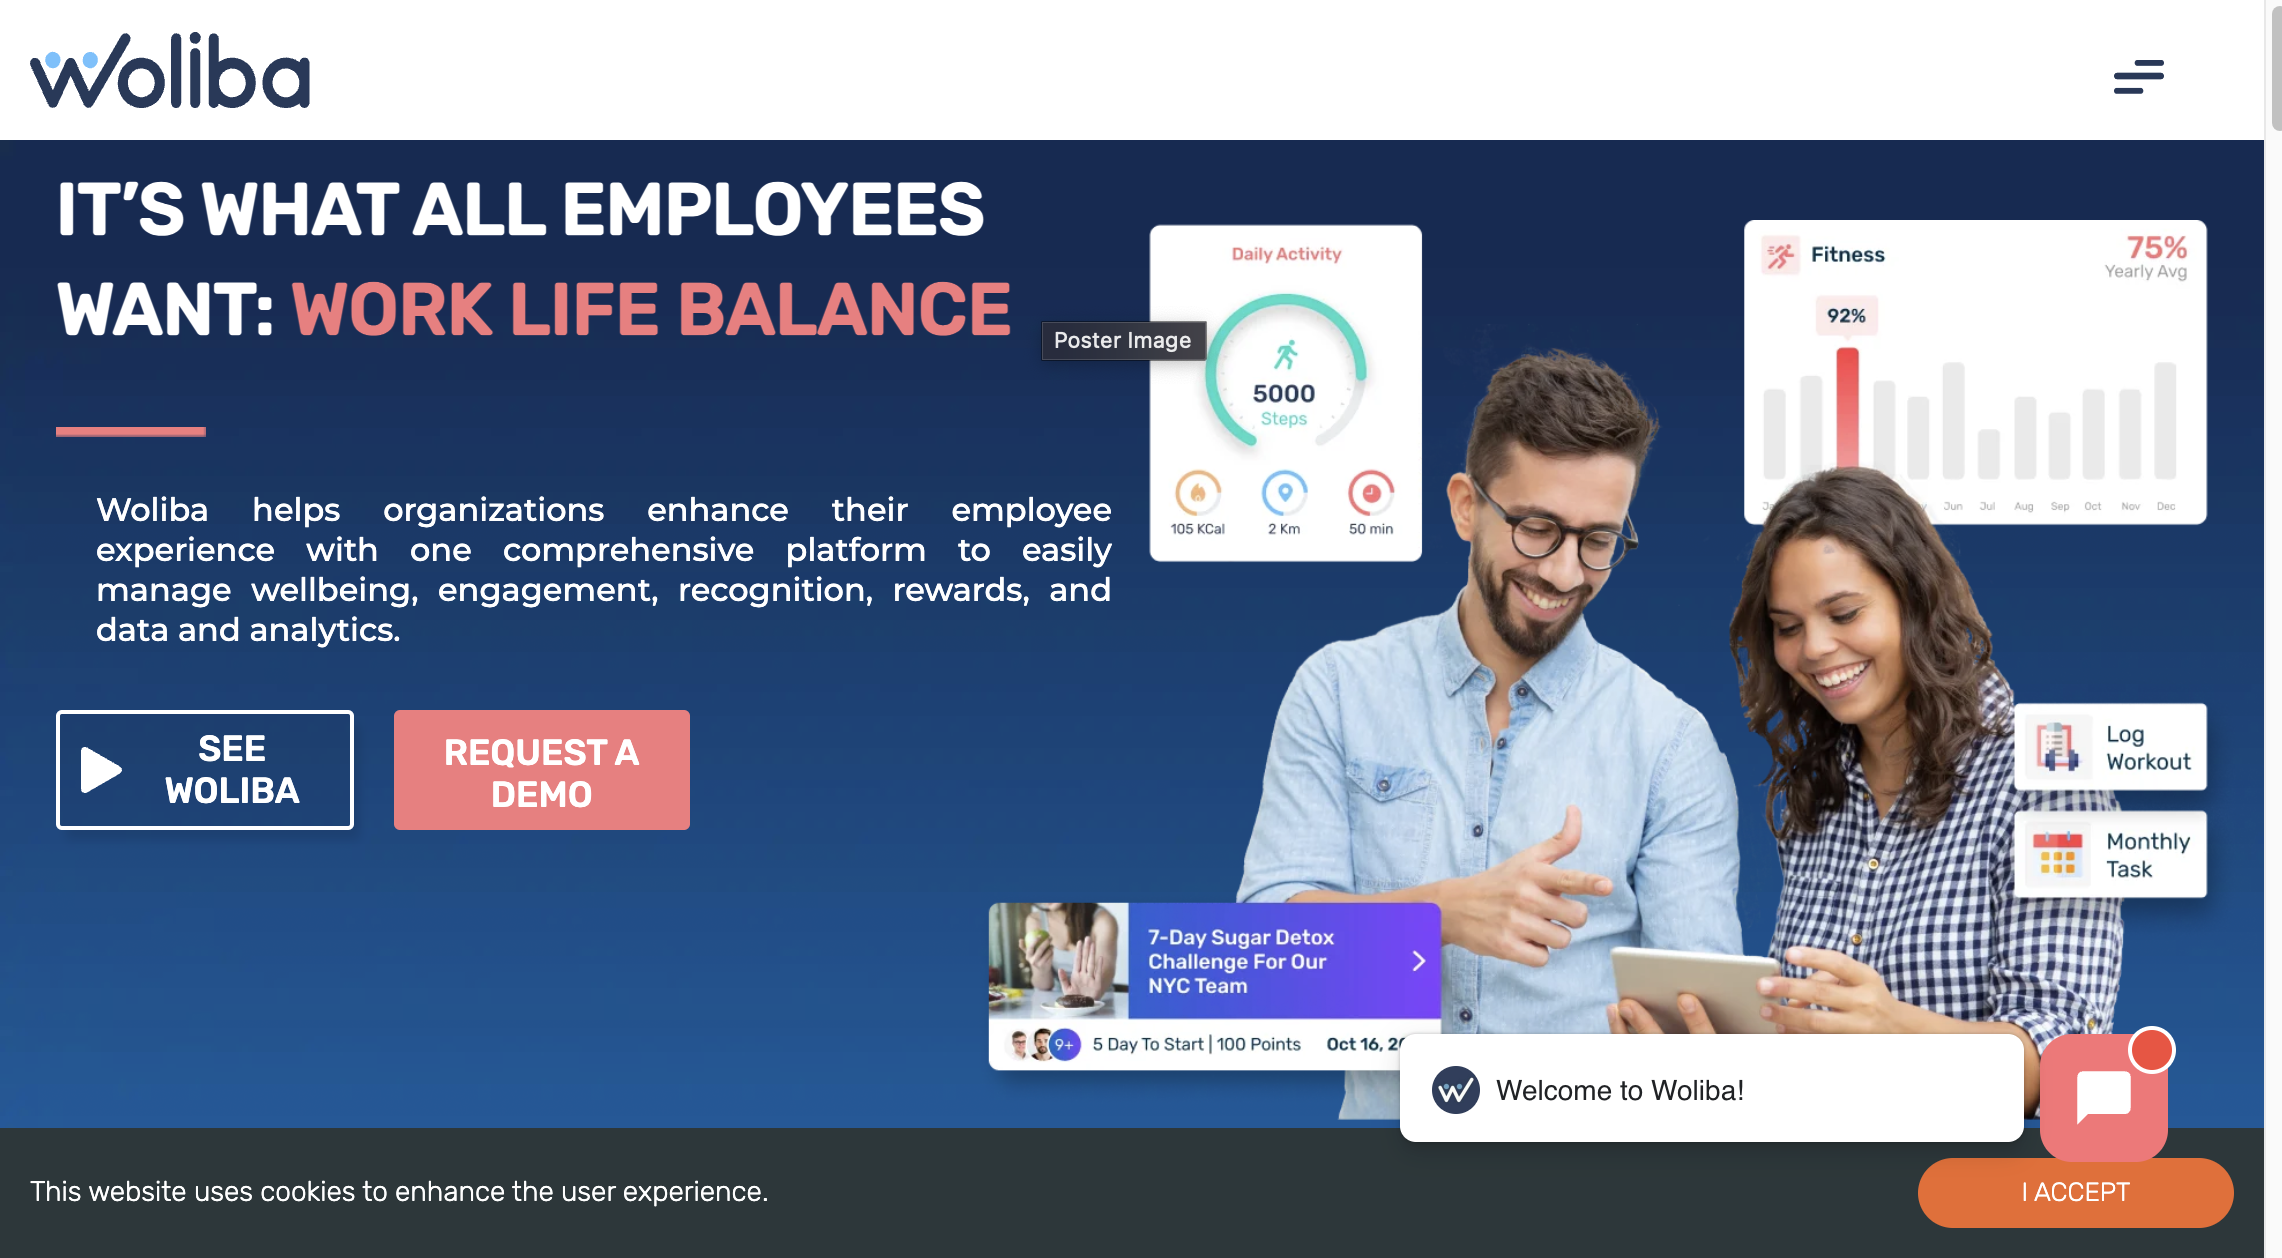 woliba
IT'S WHAT ALL EMPLOYEES
WANT: WORK LIFE BALANCE
Woliba helps organizations enhance their employee
experience with one comprehensive platform to easily
manage wellbeing, engagement, recognition, rewards, and
data and analytics.
SEE
WOLIBA
REQUEST A
DEMO
Poster Image
Daily Activity
5000
Steps
105 KCal
2 Km
50 min
Fitness
75%
Yearly Avg
92%
Jun Jul Aug Sep Oct Nov Dec
Log
Workout
Monthly
Task
7-Day Sugar Detox
Challenge For Our
NYC Team
9+
5 Day To Start | 100 Points
Oct 16,
Welcome to Woliba!
This website uses cookies to enhance the user experience.
I ACCEPT